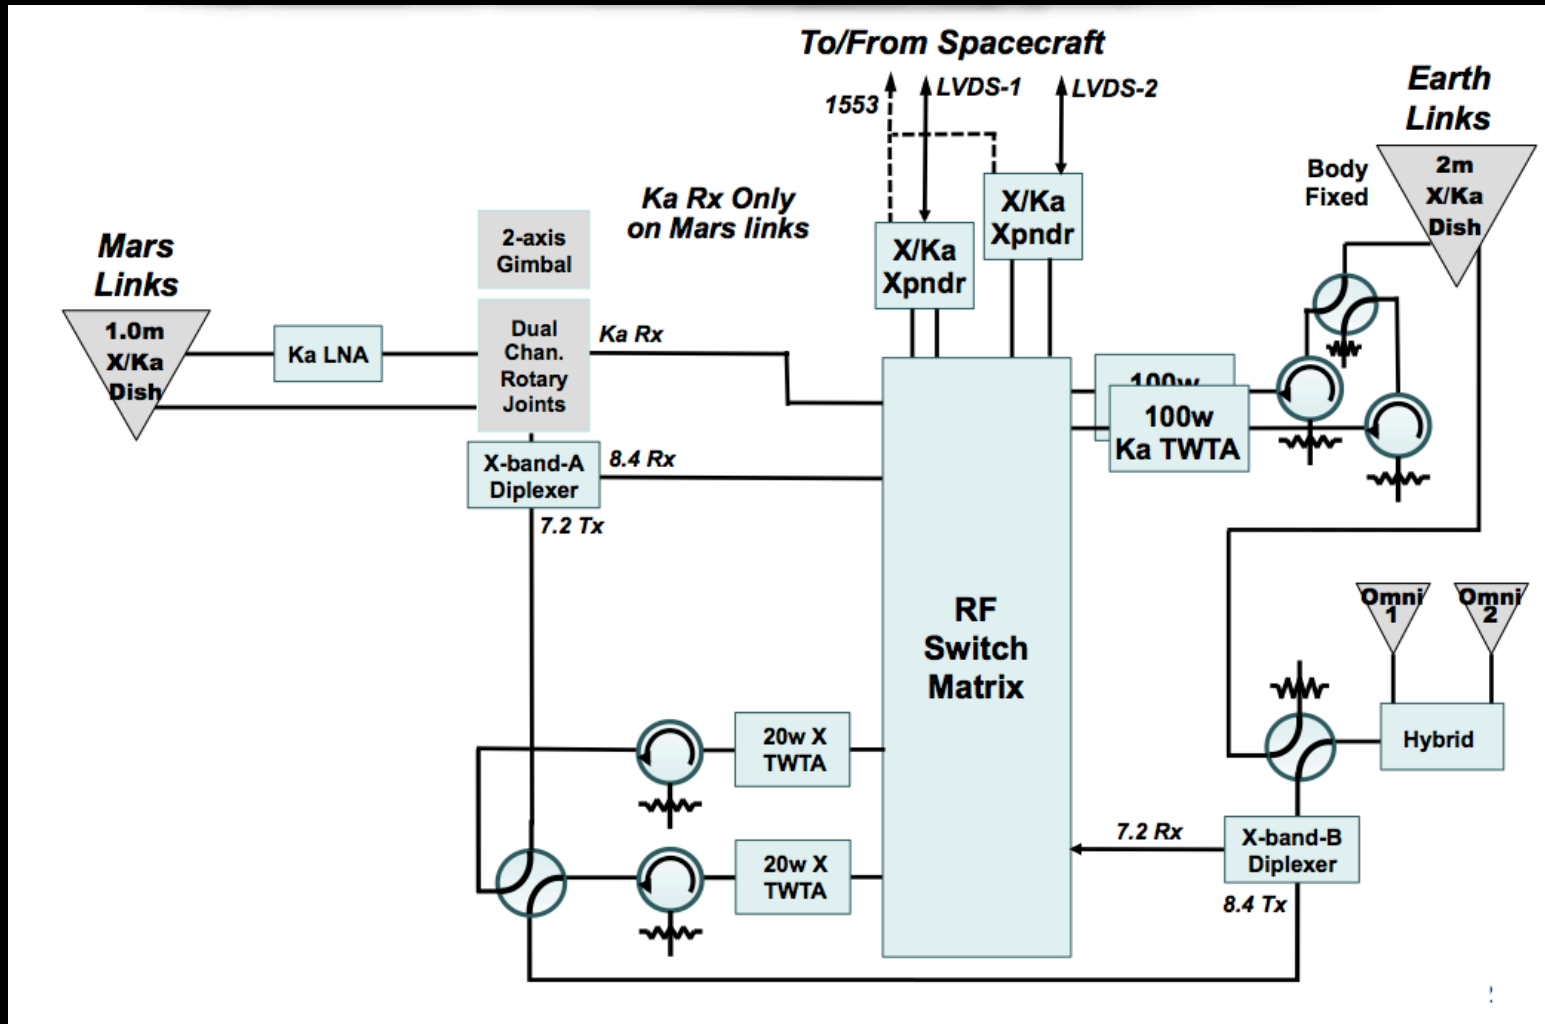 To/From Spacecraft
1553
LVDS-1
LVDS-2
Earth
Links
2m
X/Ka
Dish
Body
Fixed
Ka Rx Only
on Mars links
X/Ka
Xpndr
X/Ka
Xpndr
Mars
Links
1.0m
X/Ka
Dish
Ka LNA
2-axis
Gimbal
Dual
Chan.
Rotary
Joints
Ka Rx
X-band-A
Diplexer
8.4 Rx
7.2 Tx
100w
100w
Ka TWTA
RF
Switch
Matrix
Omni
1
Omni
2
Hybrid
20w X
TWTA
20w X
TWTA
7.2 Rx
X-band-B
Diplexer
8.4 Tx